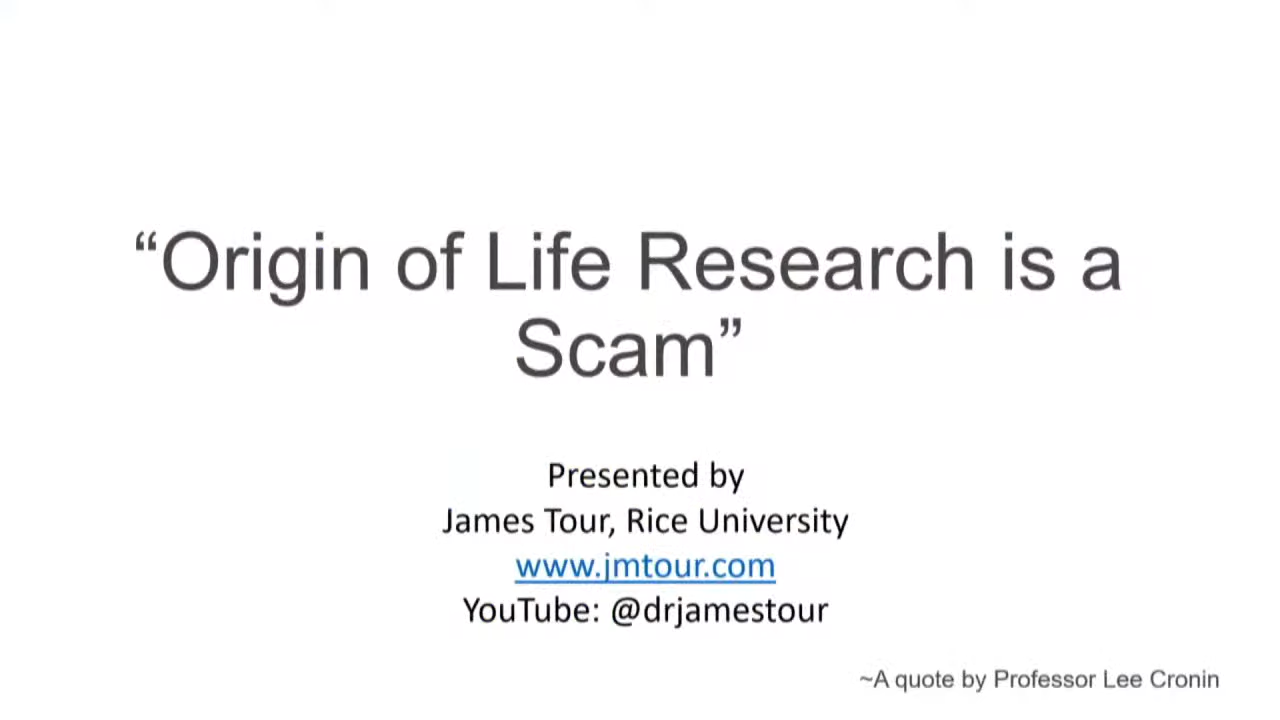 “Origin of Life Research is a
Scam”
Presented by
James Tour, Rice University
www.jmtour.com
YouTube: @drjamestour
~A quote by Professor Lee Cronin